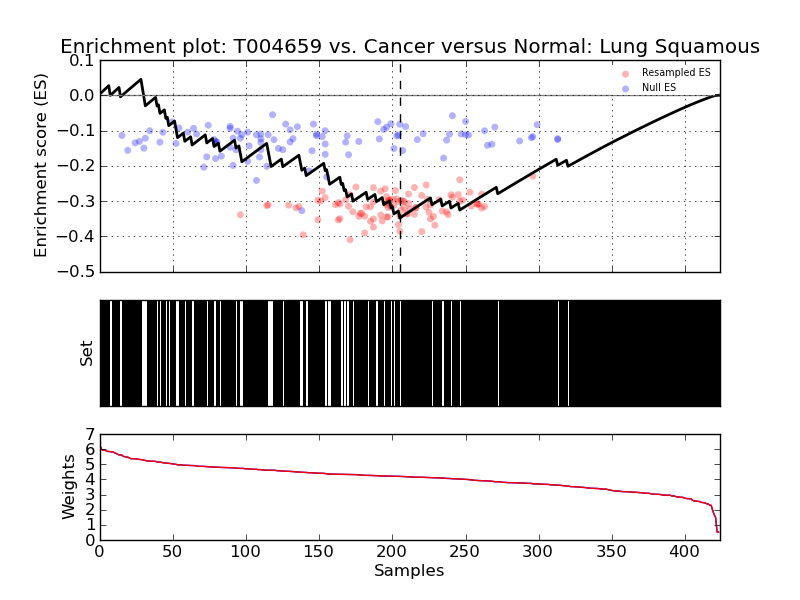 Enrichment plot: T004659 vs. Cancer versus Normal: Lung Squamous
Enrichment score (ES)
0.1
0.0
−0.1
−0.2
−0.3
−0.4
−0.5
Resampled ES
Null ES
Set
Weights
7
6
5
4
3
2
1
0
0 50 100 150 200 250 300 350 400
Samples